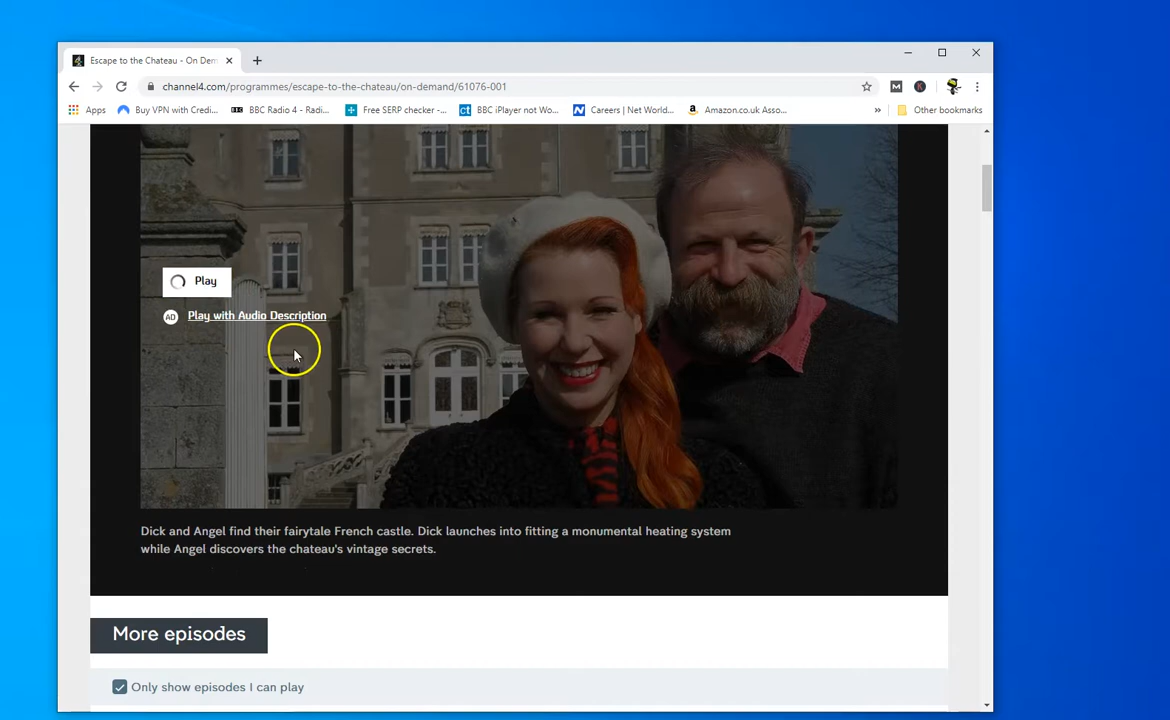 Escape to the Chateau - On Dem
channel4.com/programmes/escape-to-the-chateau/on-demand/61076-001
Apps
Buy VPN with Credi...
BBC Radio 4 - Radi...
Free SERP checker -...
BBC iPlayer not Wo...
Careers | Net World...
Amazon.co.uk Asso...
»
Other bookmarks
Play
AD Play with Audio Description
Dick and Angel find their fairytale French castle. Dick launches into fitting a monumental heating system
while Angel discovers the chateau's vintage secrets.
More episodes
Only show episodes I can play